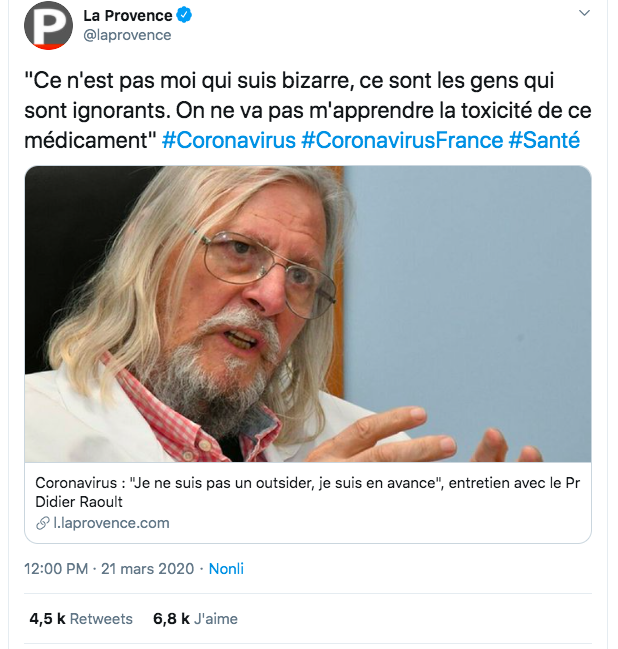 P
La Provence
@laprovence
"Ce n'est pas moi qui suis bizarre, ce sont les gens qui
sont ignorants. On ne va pas m'apprendre la toxicité de ce
médicament" #Coronavirus #CoronavirusFrance #Santé
Coronavirus : "Je ne suis pas un outsider, je suis en avance", entretien avec le Pr
Didier Raoult
l.laprovence.com
12:00 PM · 21 mars 2020 · Nonli
4,5 k Retweets 6,8 k J'aime